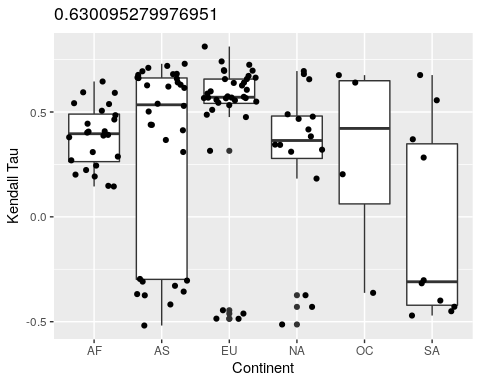 0.630095279976951
Kendall Tau
0.5
0.0
-0.5
AF AS EU NA OC SA
Continent